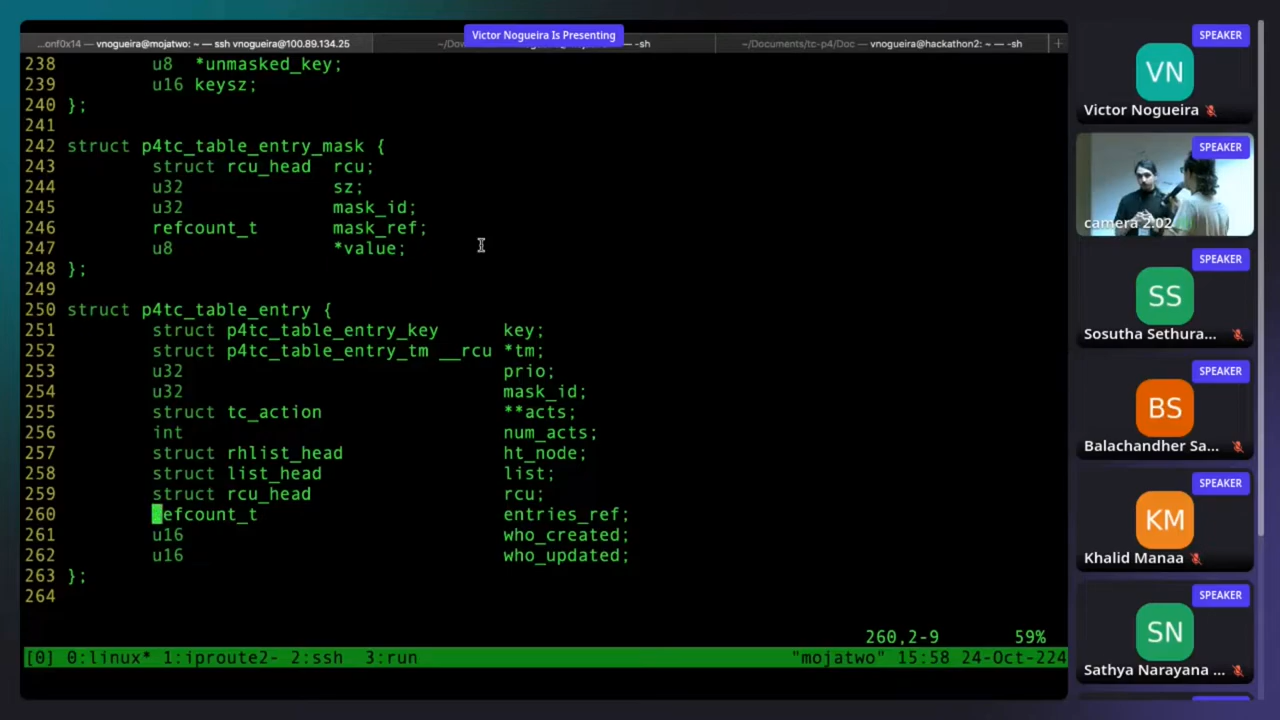 Victor Nogueira Is Presenting
...onf0x14 — vnogueira@mojatwo: ~ — ssh vnogueira@100.89.134.25
~/Dow
-sh
~/Documents/tc-p4/Doc — vnogueira@hackathon2: ~ — -sh
238 u8 *unmasked_key;
239 u16 keysz;
240 };
241
242 struct p4tc_table_entry_mask {
243 struct rcu_head rcu;
244 u32 sz;
245 u32 mask_id;
246 refcount_t mask_ref;
247 u8 *value;
248 };
249
250 struct p4tc_table_entry {
251 struct p4tc_table_entry_key key;
252 struct p4tc_table_entry_tm __rcu *tm;
253 u32 prio;
254 u32 mask_id;
255 struct tc_action **acts;
256 int num_acts;
257 struct rhlist_head ht_node;
258 struct list_head list;
259 struct rcu_head rcu;
260 refcount_t entries_ref;
261 u16 who_created;
262 u16 who_updated;
263 };
264
260,2-9 59%
[0] 0:linux* 1:iproute2- 2:ssh 3:run "mojatwo" 15:58 24-Oct-224
SPEAKER
VN
Victor Nogueira
SPEAKER
camera 2.02
SPEAKER
SS
Sosutha Sethura...
SPEAKER
BS
Balachandher Sa...
SPEAKER
KM
Khalid Manaa
SPEAKER
SN
Sathya Narayana ...